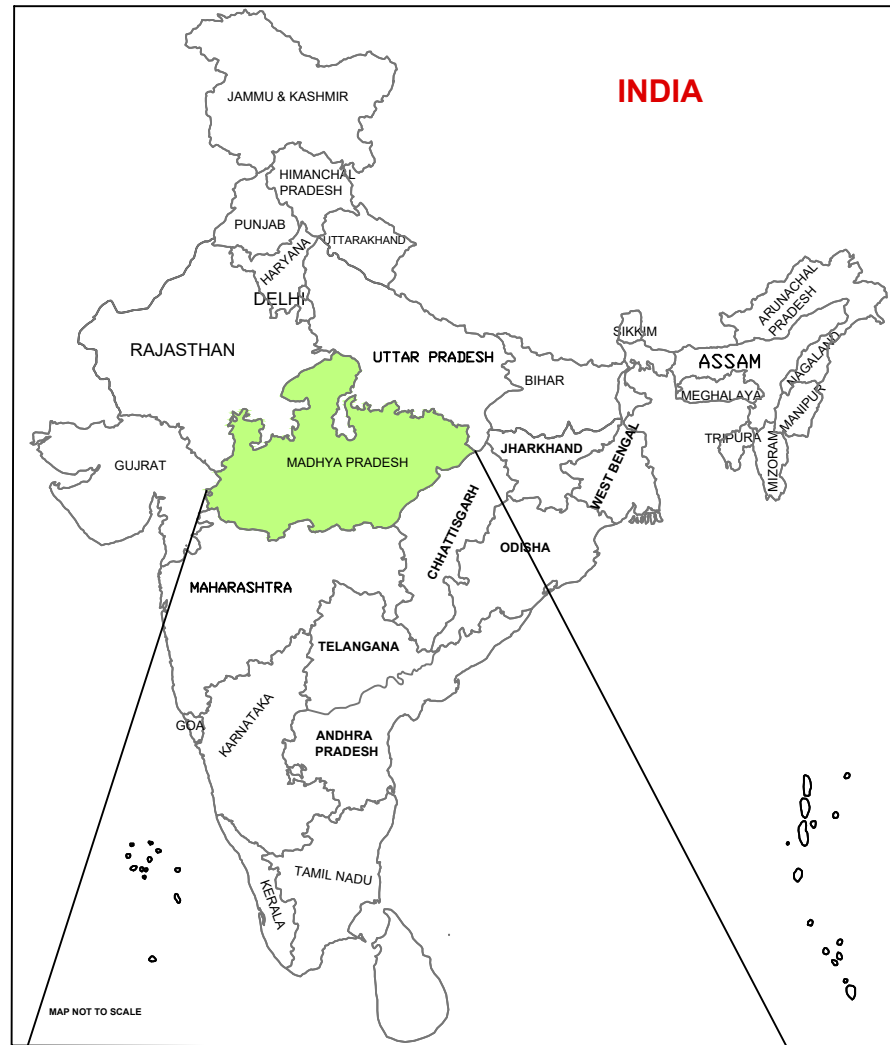 INDIA
JAMMU & KASHMIR
HIMANCHAL
PRADESH
PUNJAB
UTTARAKHAND
HARYANA
DELHI
ARUNACHAL
PRADESH
RAJASTHAN
UTTAR PRADESH
SIKKIM
ASSAM
NAGALAND
BIHAR
MEGHALAYA
MANIPUR
TRIPURA
MIZORAM
GUJRAT
MADHYA PRADESH
JHARKHAND
WEST BENGAL
CHHATTISGARH
ODISHA
MAHARASHTRA
TELANGANA
GOA
KARNATAKA
ANDHRA
PRADESH
TAMIL NADU
KERALA
MAP NOT TO SCALE